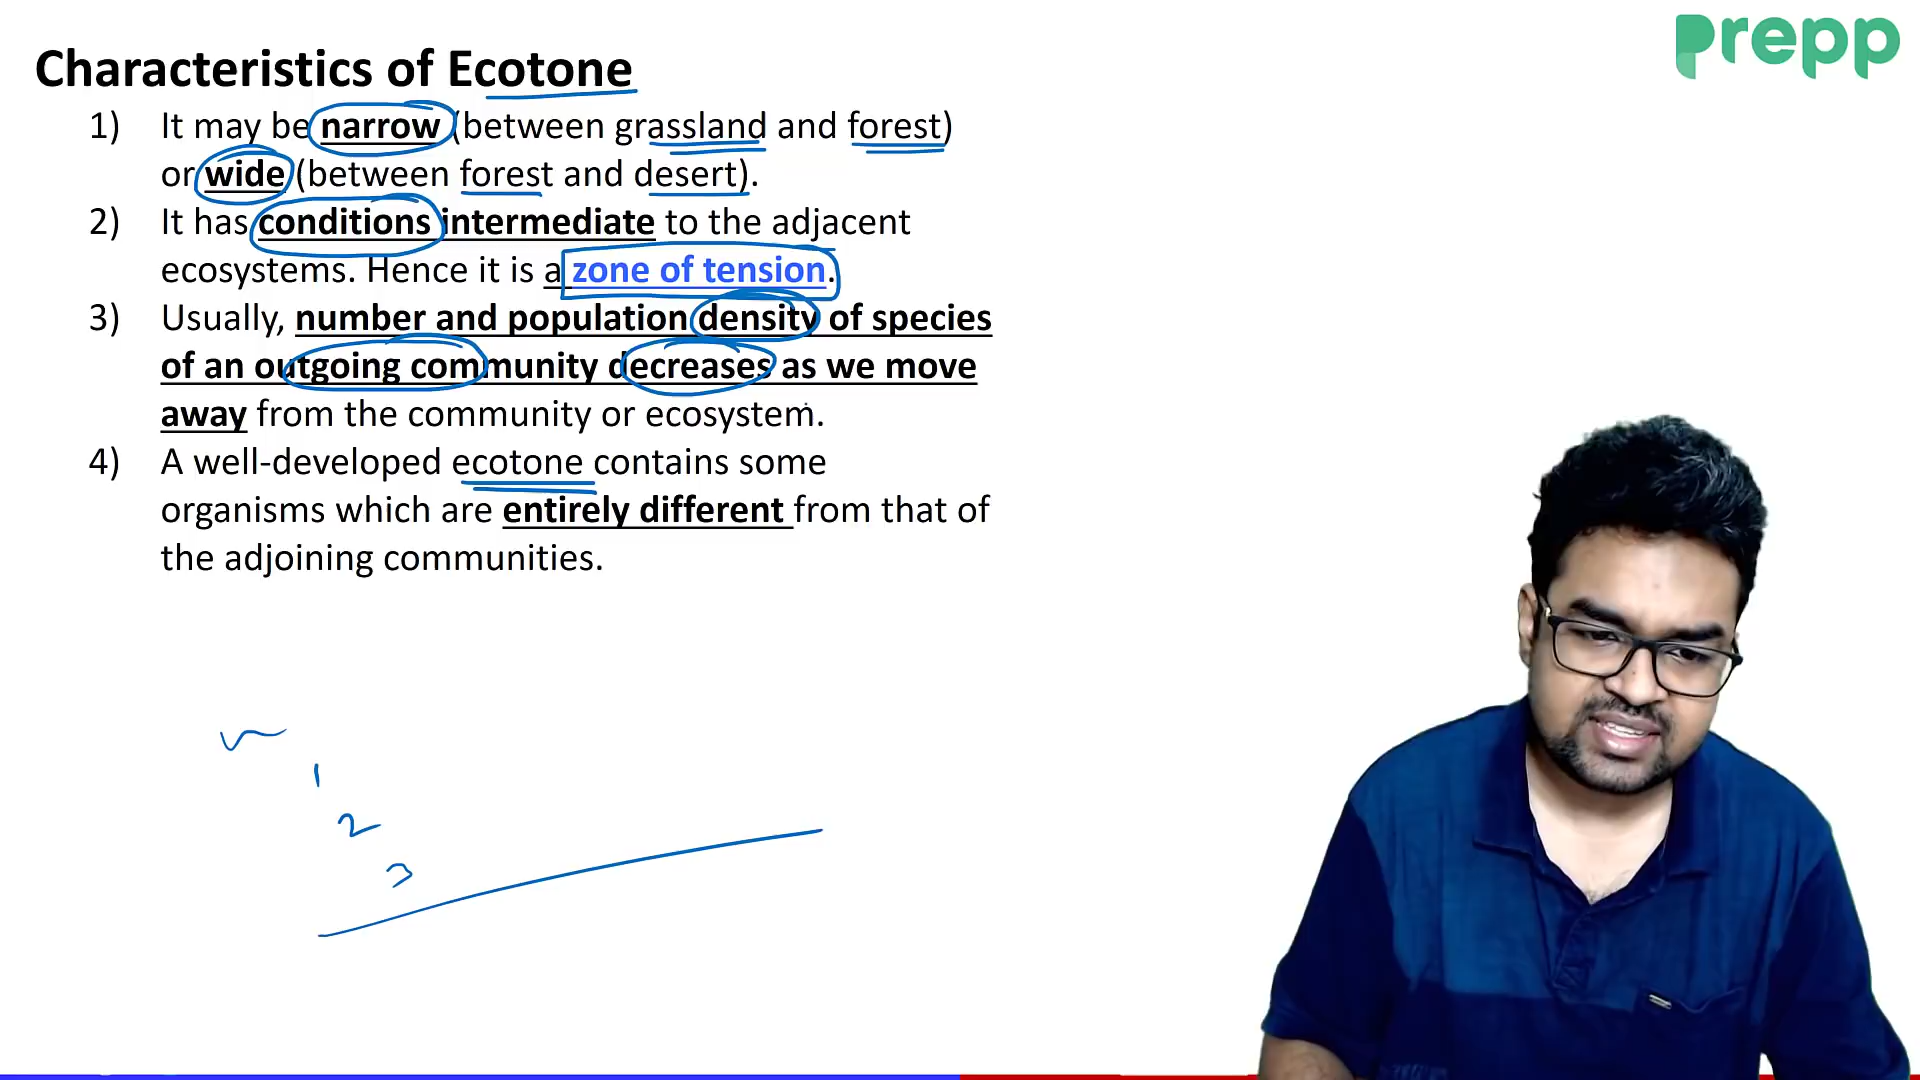 prepp
Characteristics of Ecotone
1) It may be narrow (between grassland and forest)
or wide (between forest and desert).
2) It has conditions intermediate to the adjacent
ecosystems. Hence it is a zone of tension.
3) Usually, number and population density of species
of an outgoing community decreases as we move
away from the community or ecosystem.
4) A well-developed ecotone contains some
organisms which are entirely different from that of
the adjoining communities.
1
2
3